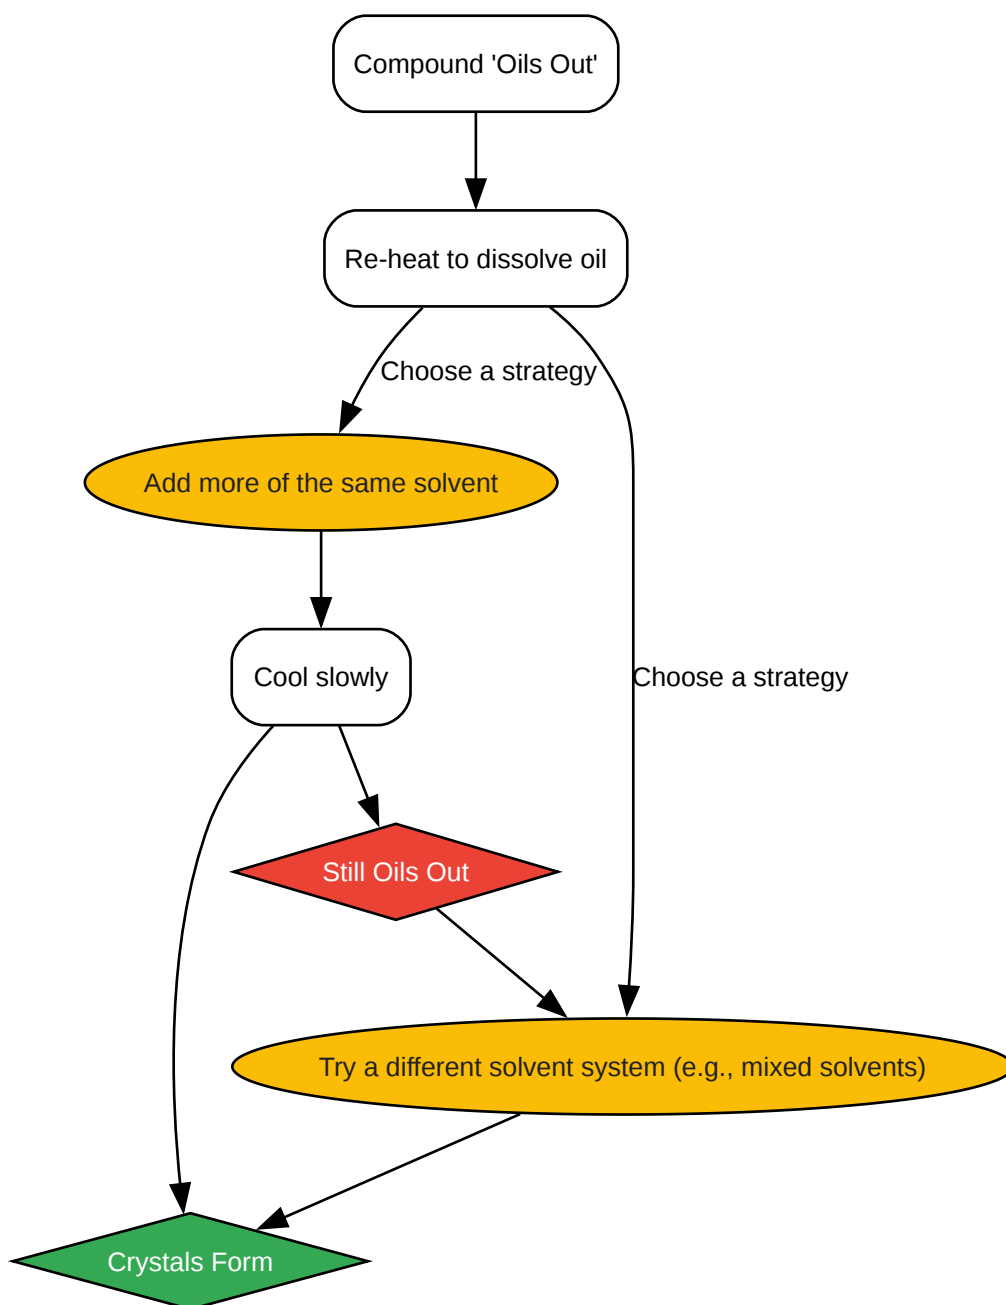 Compound 'Oils Out'
Re-heat to dissolve oil
Choose a strategy
Add more of the same solvent
Cool slowly
Choose a strategy
Still Oils Out
Try a different solvent system (e.g., mixed solvents)
Crystals Form